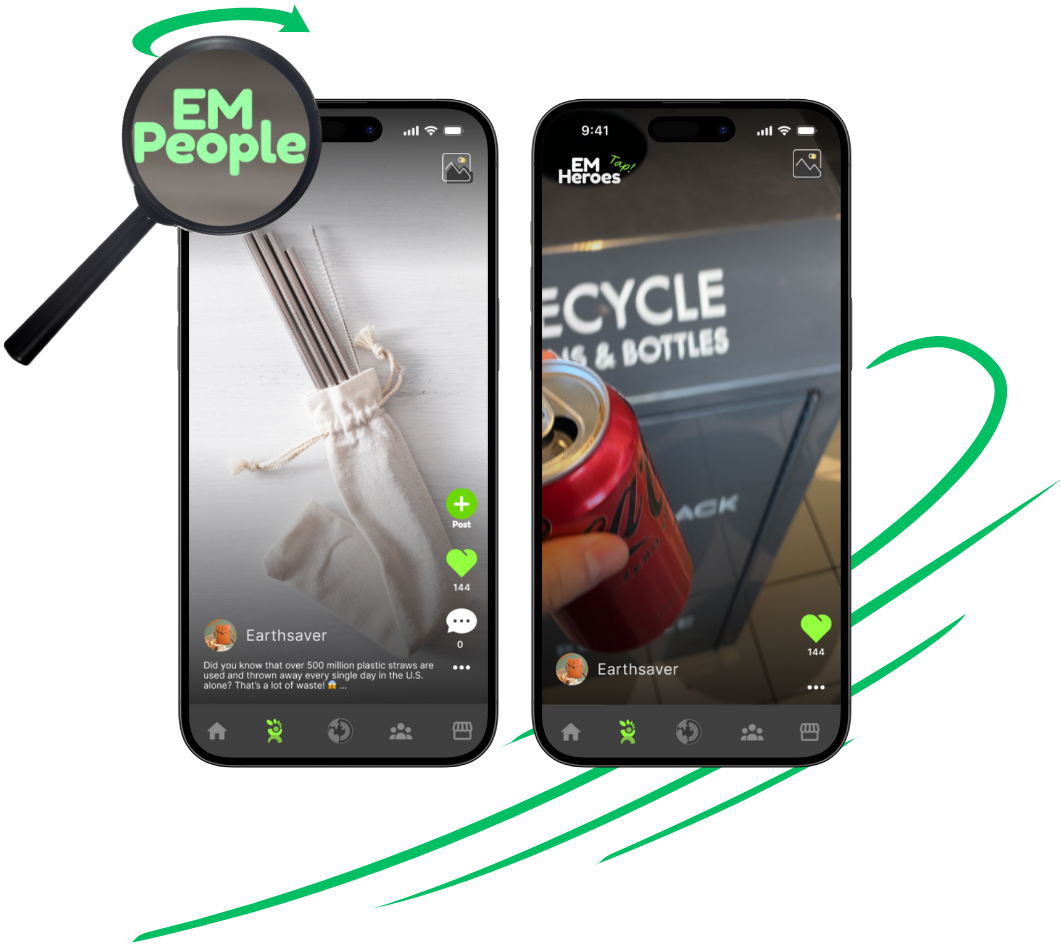 EM
People
9:41
EM
Heroes
Tap!
ECYCLE
& BOTTLES
ACK
Post
144
0
Earthsaver
Did you know that over 500 million plastic straws are
used and thrown away every single day in the U.S.
alone? That's a lot of waste! 😱 ...
144
Earthsaver